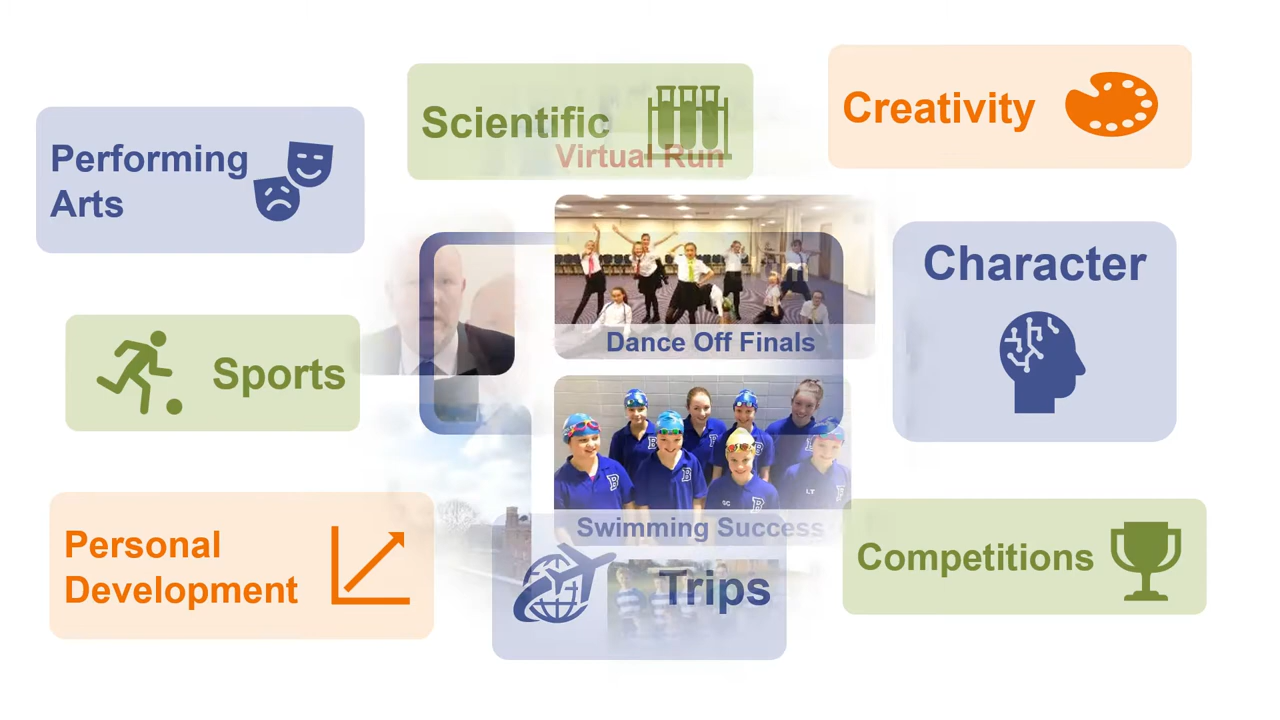 Scientific
Creativity
Performing
Arts
Virtual Run
Character
Dance Off Finals
Sports
Swimming Success
Personal
Development
Trips
Competitions